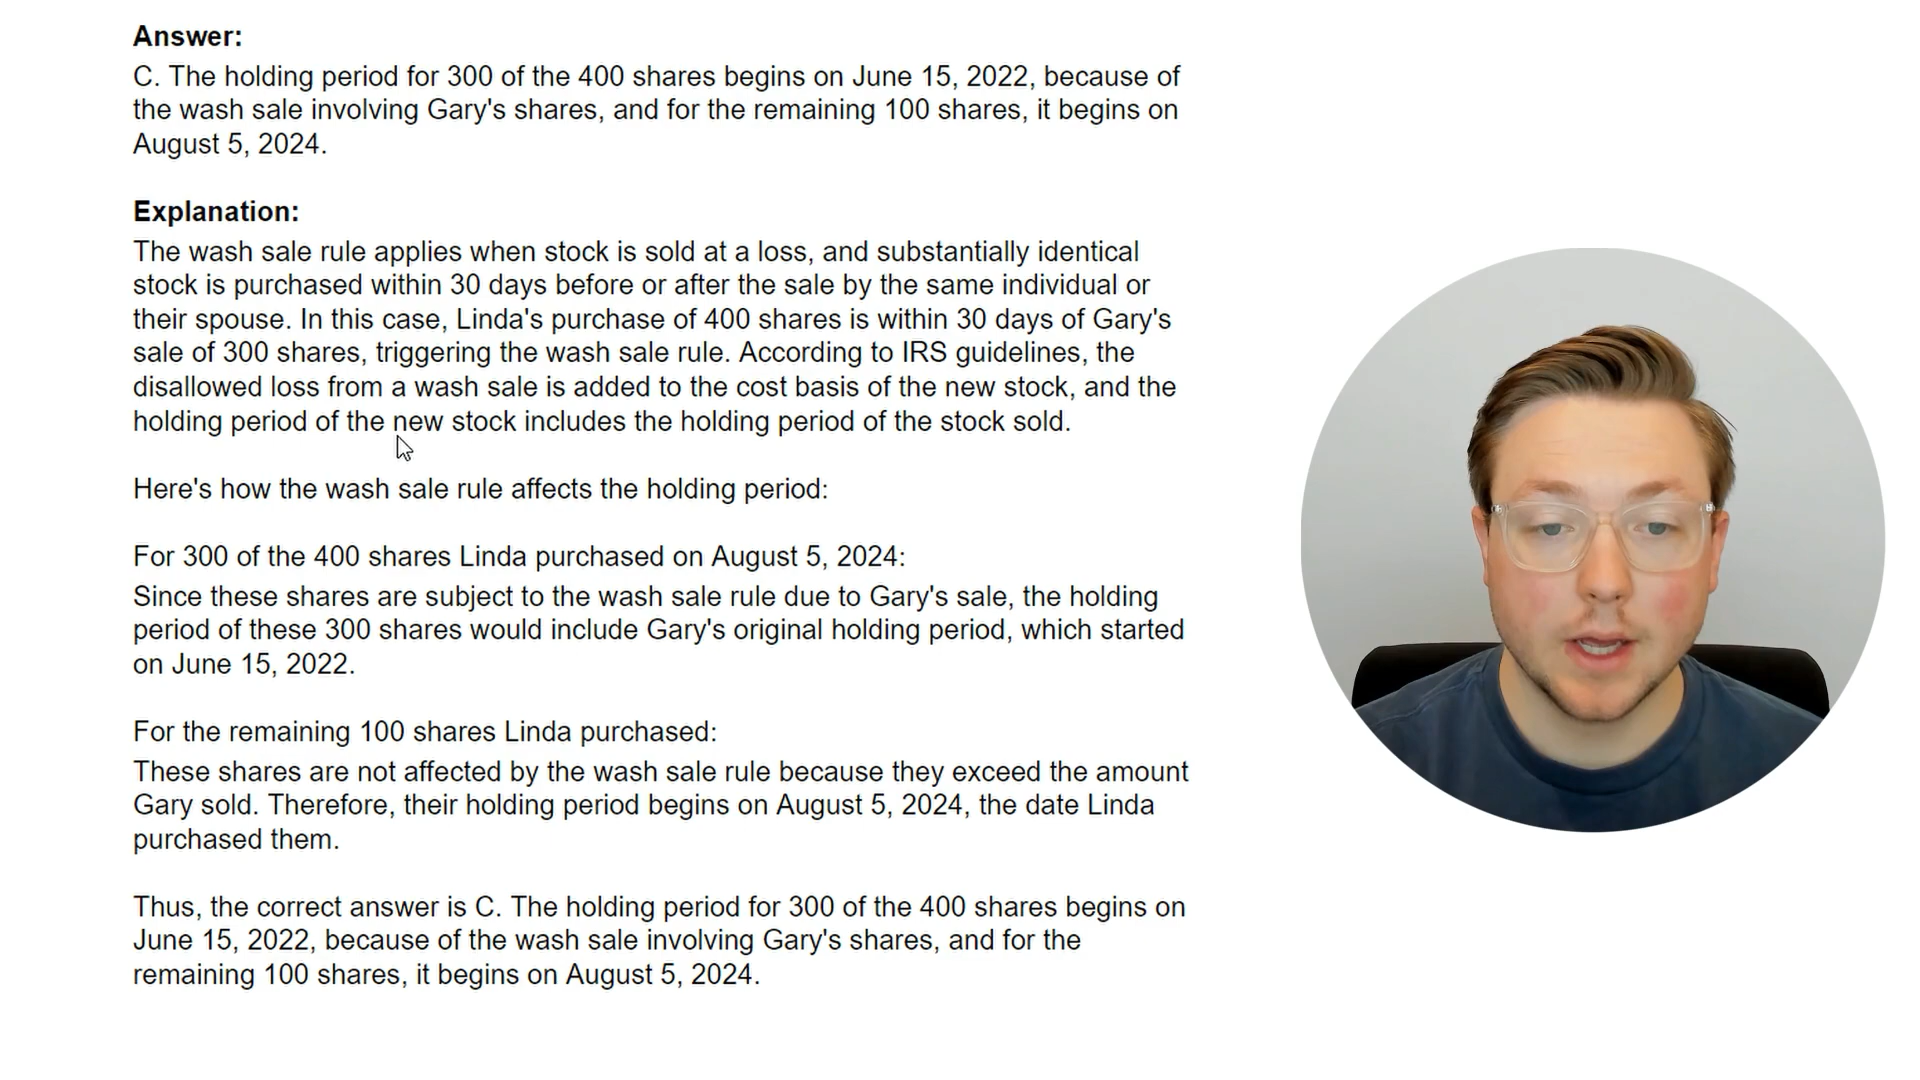 Answer:
C. The holding period for 300 of the 400 shares begins on June 15, 2022, because of
the wash sale involving Gary's shares, and for the remaining 100 shares, it begins on
August 5, 2024.
Explanation:
The wash sale rule applies when stock is sold at a loss, and substantially identical
stock is purchased within 30 days before or after the sale by the same individual or
their spouse. In this case, Linda's purchase of 400 shares is within 30 days of Gary's
sale of 300 shares, triggering the wash sale rule. According to IRS guidelines, the
disallowed loss from a wash sale is added to the cost basis of the new stock, and the
holding period of the new stock includes the holding period of the stock sold.
Here's how the wash sale rule affects the holding period:
For 300 of the 400 shares Linda purchased on August 5, 2024:
Since these shares are subject to the wash sale rule due to Gary's sale, the holding
period of these 300 shares would include Gary's original holding period, which started
on June 15, 2022.
For the remaining 100 shares Linda purchased:
These shares are not affected by the wash sale rule because they exceed the amount
Gary sold. Therefore, their holding period begins on August 5, 2024, the date Linda
purchased them.
Thus, the correct answer is C. The holding period for 300 of the 400 shares begins on
June 15, 2022, because of the wash sale involving Gary's shares, and for the
remaining 100 shares, it begins on August 5, 2024.